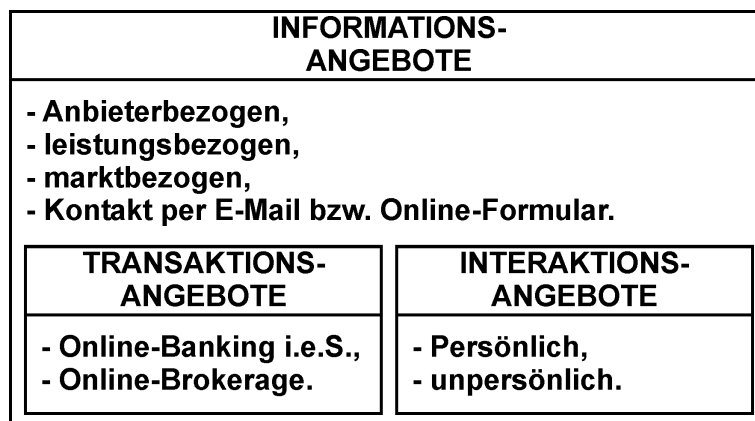 INFORMATIONS-
ANGEBOTE
- Anbieterbezogen,
- leistungsbezogen,
- marktbezogen,
- Kontakt per E-Mail bzw. Online-Formular.
TRANSAKTIONS-
ANGEBOTE
- Online-Banking i.e.S.,
- Online-Brokerage.
INTERAKTIONS-
ANGEBOTE
- Persönlich,
- unpersönlich.